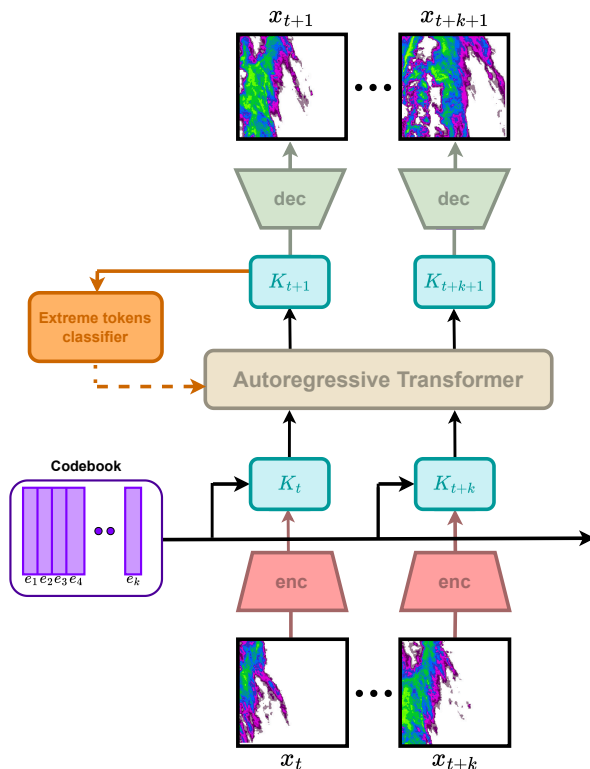 x_{t+1} x_{t+k+1}
dec dec
K_{t+1} K_{t+k+1}
Extreme tokens
classifier
Autoregressive Transformer
Codebook
K_t K_{t+k}
e_1 e_2 e_3 e_4 e_k
enc enc
x_t x_{t+k}